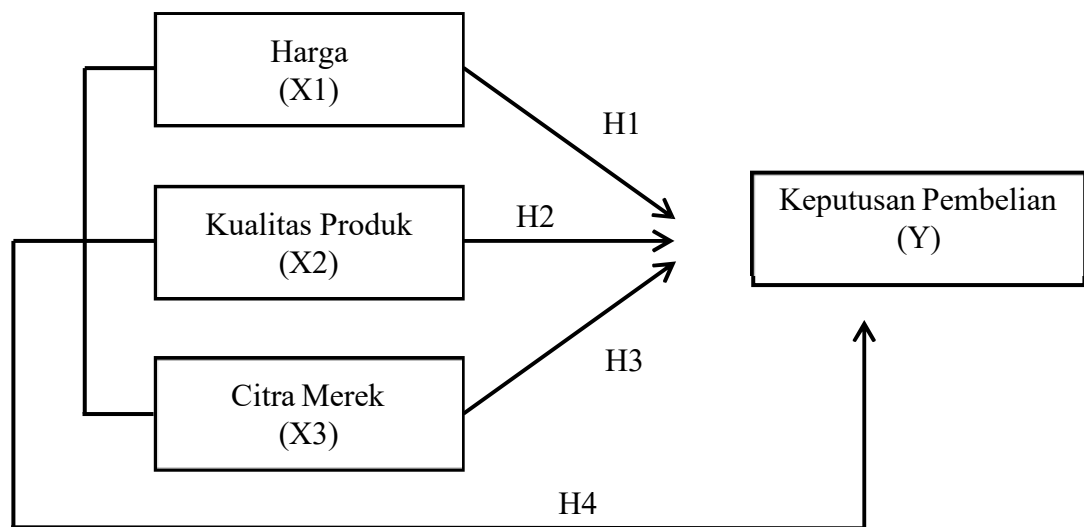 Harga
(X1)
H1
Kualitas Produk
(X2)
H2
Keputusan Pembelian
(Y)
Citra Merek
(X3)
H3
H4